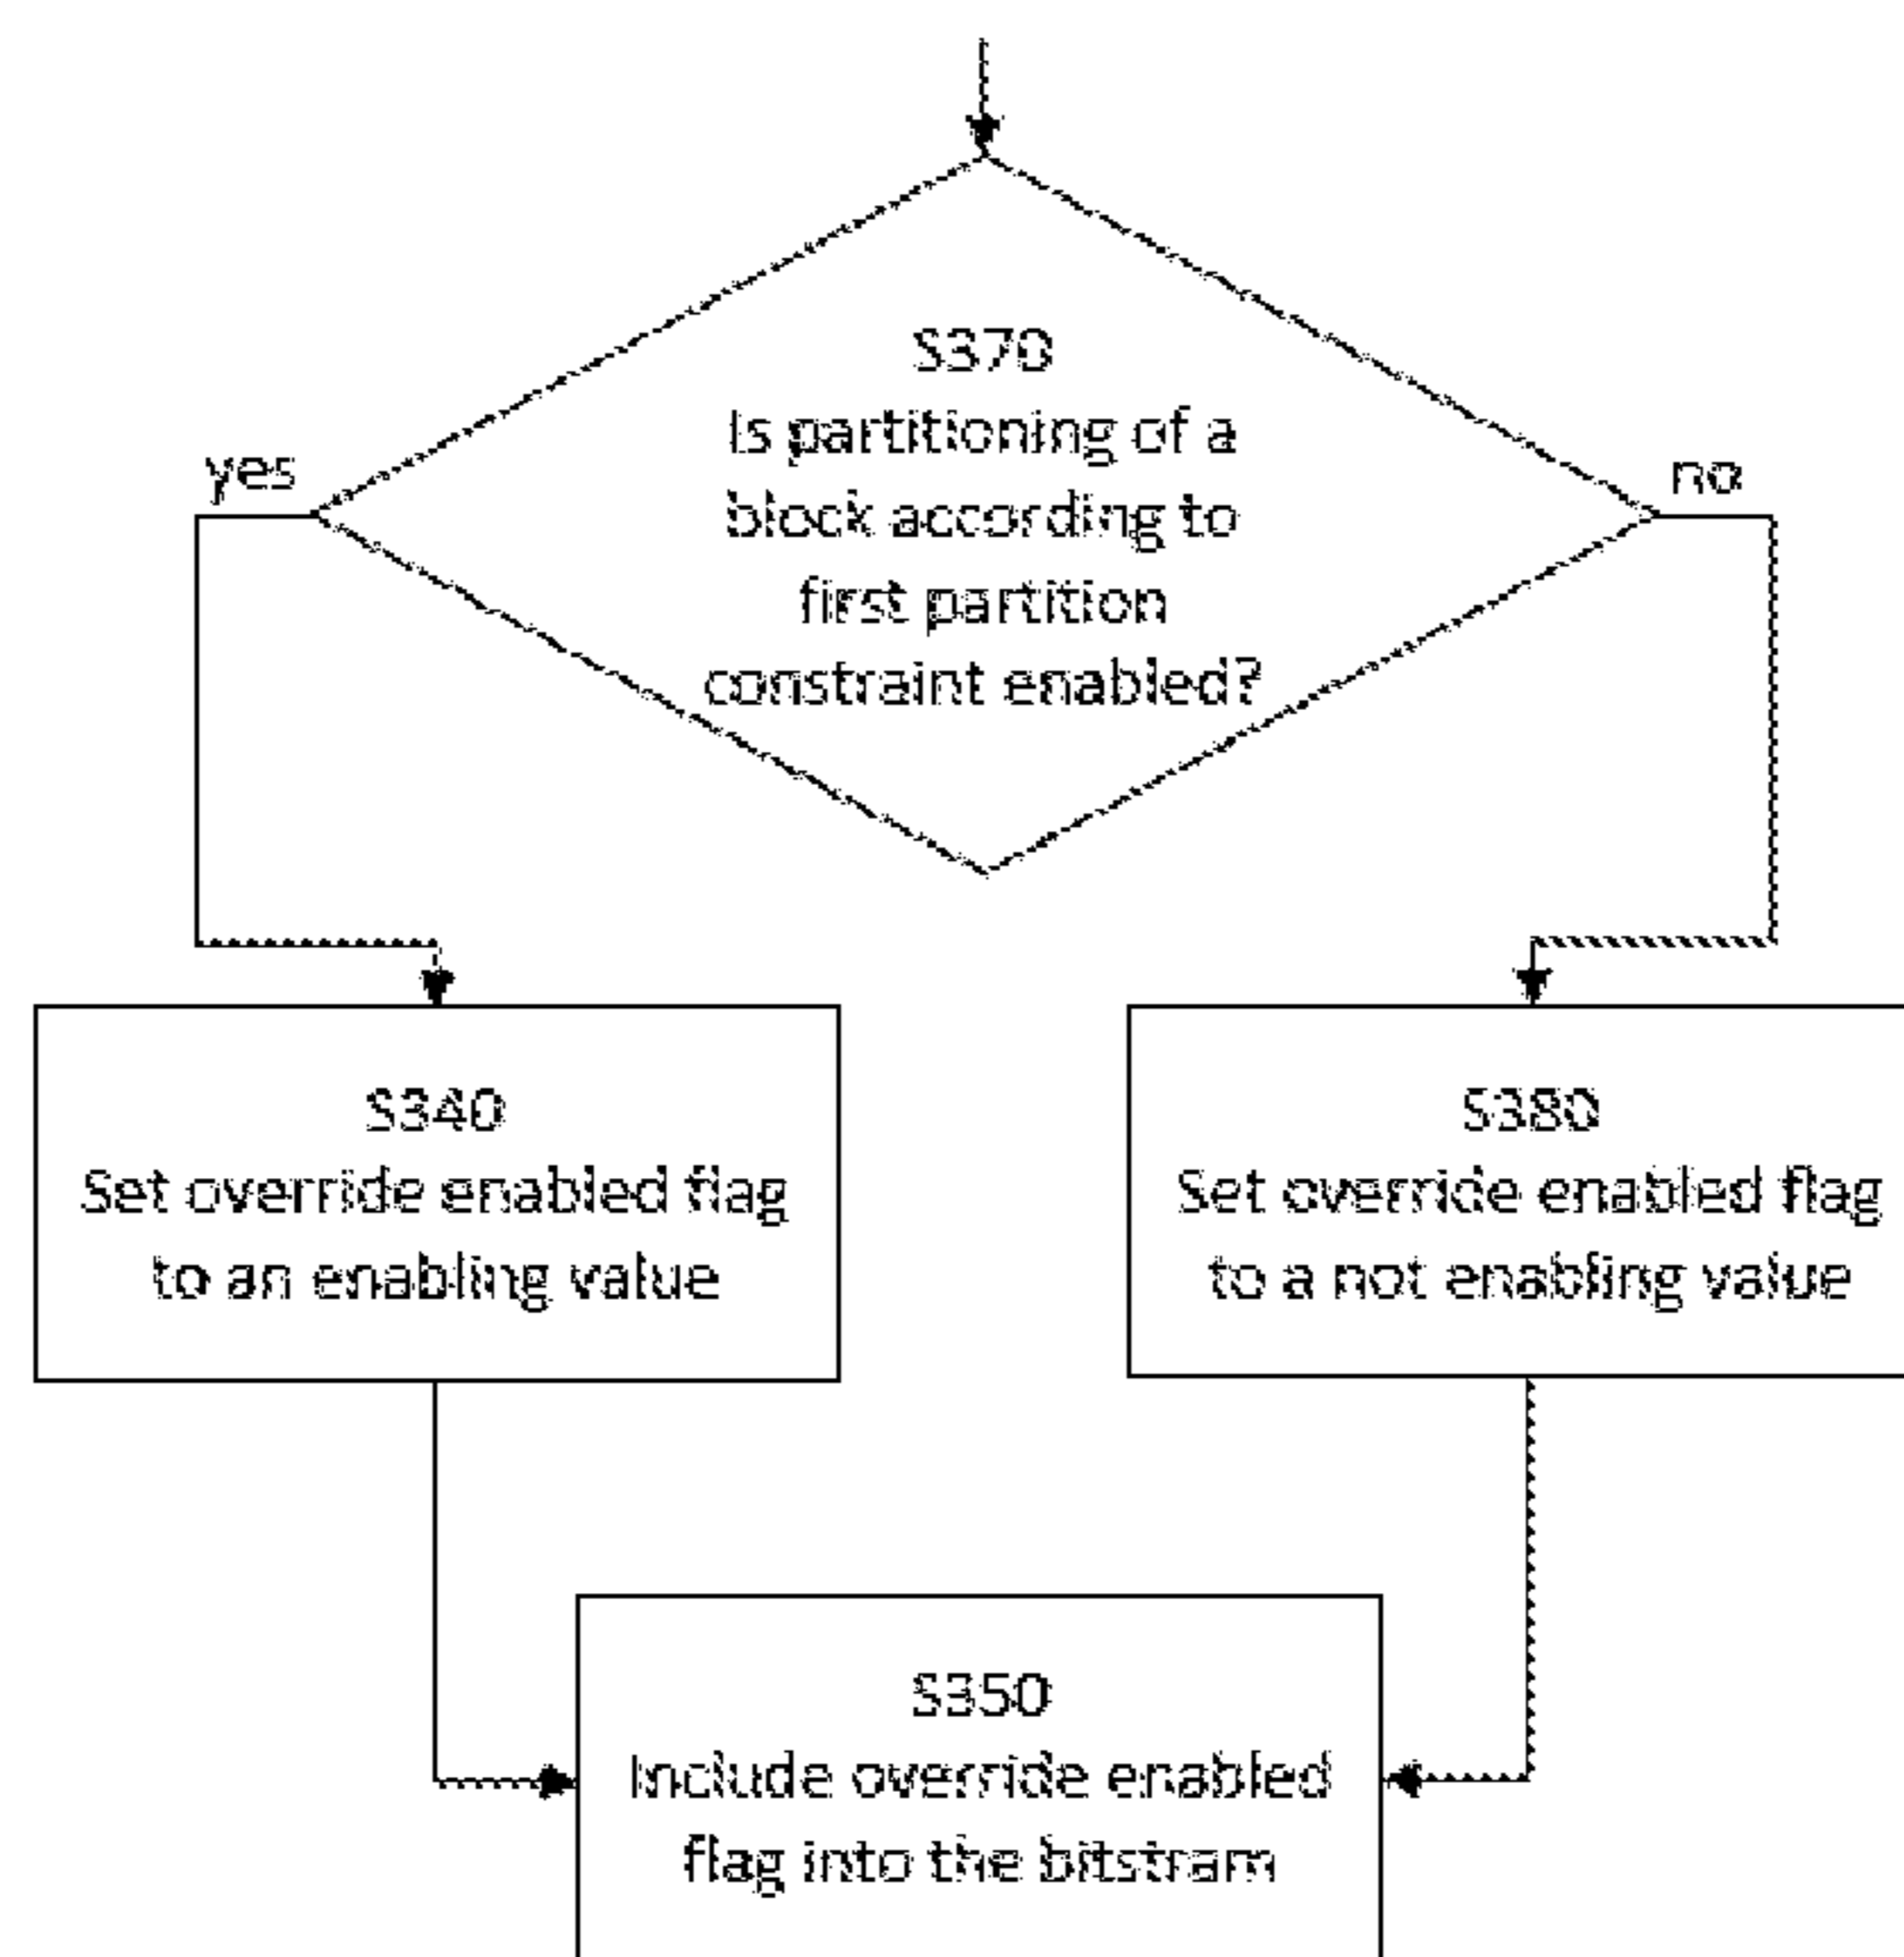 S370
Is partitioning of a
block according to
first partition
constraint enabled?
yes
no
S340
Set override enabled flag
to an enabling value
S380
Set override enabled flag
to a not enabling value
S350
Include override enabled
flag into the bitstram